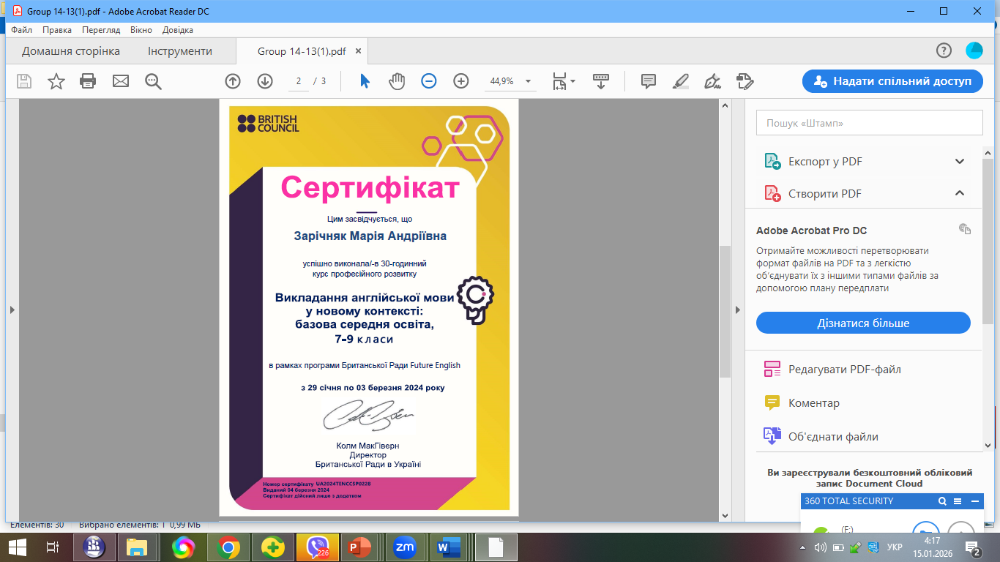 Group 14-13(1).pdf - Adobe Acrobat Reader DC
Файл Правка Перегляд Вікно Довідка
Домашня сторінка Інструменти Group 14-13(1).pdf ×
2 / 3 44,9% Надати спільний доступ
BRITISH
COUNCIL
Сертифікат
Цим засвідчується, що
Зарічняк Марія Андріївна
успішно виконала/-в 30-годинний
курс професійного розвитку
Викладання англійської мови
у новому контексті:
базова середня освіта,
7-9 класи
в рамках програми Британської Ради Future English
з 29 січня по 03 березня 2024 року
Колм МакГіверн
Директор
Британської Ради в Україні
Номер сертифікату UA2024TENCCSP0228
Виданий 04 березня 2024
Сертифікат дійсний лише з додатком
Пошук «Штамп»
Експорт у PDF
Створити PDF
Adobe Acrobat Pro DC
Отримайте можливості перетворювати
формат файлів на PDF та з легкістю
об'єднувати їх з іншими типами файлів за
допомогою плану передплати
Дізнатися більше
Редагувати PDF-файл
Коментар
Об'єднати файли
Ви зареєстрували безкоштовний обліковий
запис Document Cloud
360 TOTAL SECURITY
(F:)
Елементів: 30 Вибрано елементів: 1 0,99 МБ
226
zm
УКР
4:17
15.01.2026
2